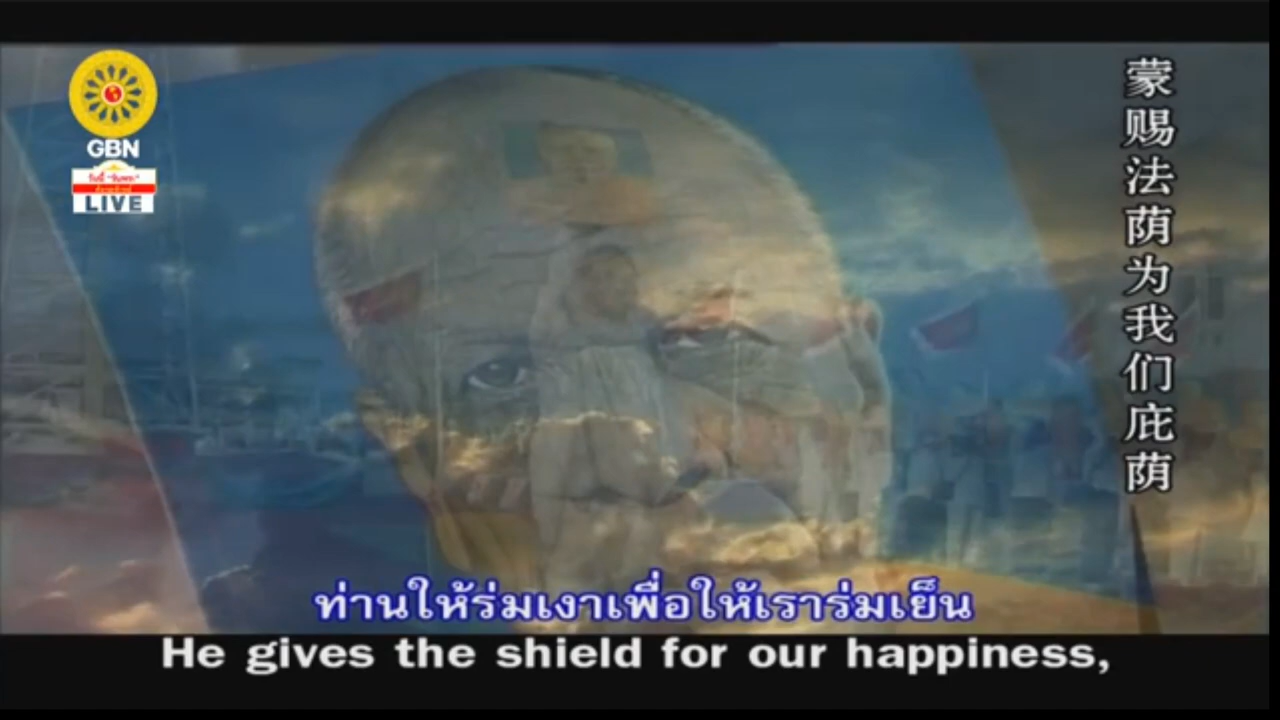 GBN
LIVE
蒙赐法荫为我们庇荫
ท่านให้ร่มเงาเพื่อให้เราร่มเย็น
He gives the shield for our happiness,